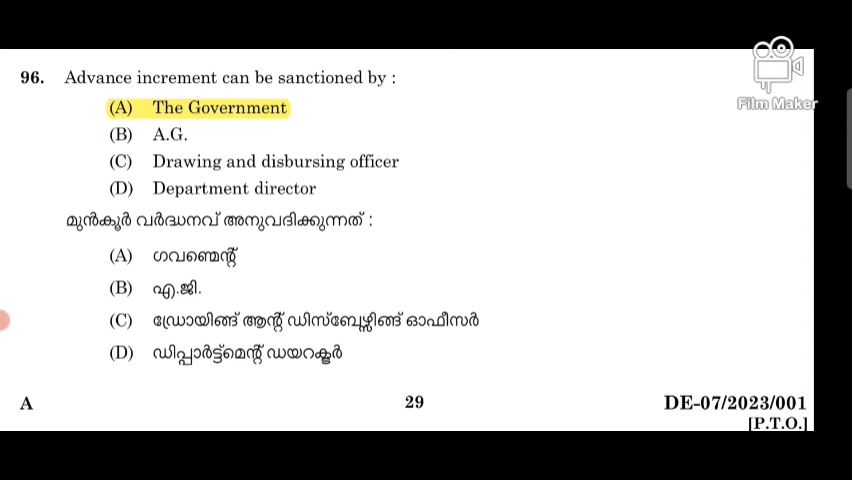 Film Maker
96. Advance increment can be sanctioned by :
(A) The Government
(B) A.G.
(C) Drawing and disbursing officer
(D) Department director
മുൻകൂർ വർദ്ധനവ് അനുവദിക്കുന്നത് :
(A) ഗവണ്മെന്റ്
(B) എ.ജി.
(C) ഡ്രോയിങ്ങ് ആന്റ് ഡിസ്ബേഴ്സിങ്ങ് ഓഫീസർ
(D) ഡിപ്പാർട്ട്മെന്റ് ഡയറക്ടർ
A 29 DE-07/2023/001
[P.T.O.]